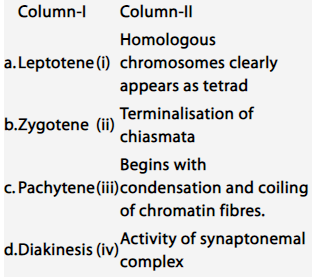 Column-I Column-II
Homologous
a. Leptotene (i) chromosomes clearly
appears as tetrad
b. Zygotene (ii) Terminalisation of
chiasmata
Begins with
c. Pachytene (iii) condensation and coiling
of chromatin fibres.
d. Diakinesis (iv) Activity of synaptonemal
complex